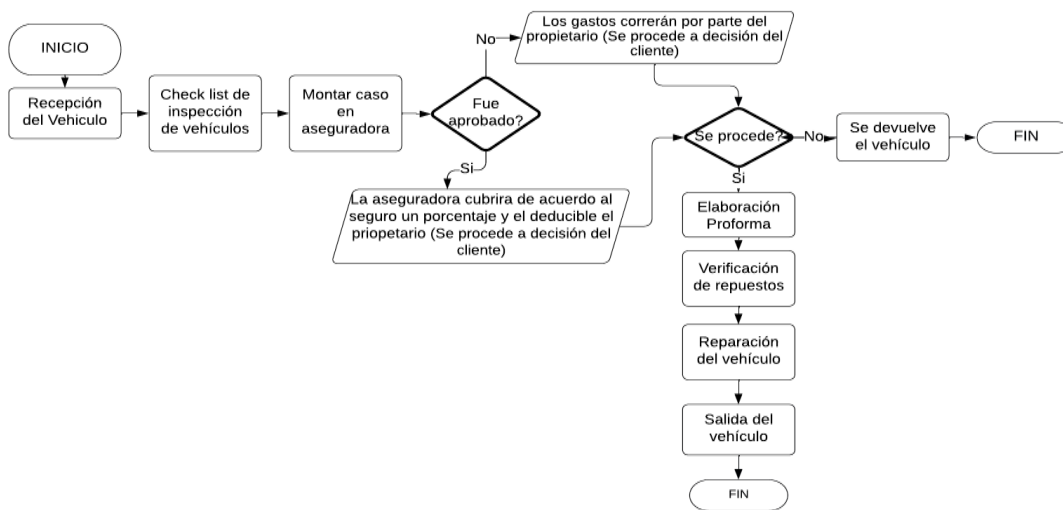 INICIO
Recepción
del Vehiculo
Check list de
inspección
de vehículos
Montar caso
en
aseguradora
Fue
aprobado?
No
Los gastos correrán por parte del
propietario (Se procede a decisión del
cliente)
Si
La aseguradora cubrira de acuerdo al
seguro un porcentaje y el deducible el
priopetario (Se procede a decisión del
cliente)
Se procede?
No
Se devuelve
el vehículo
FIN
Si
Elaboración
Proforma
Verificación
de repuestos
Reparación
del vehículo
Salida del
vehículo
FIN